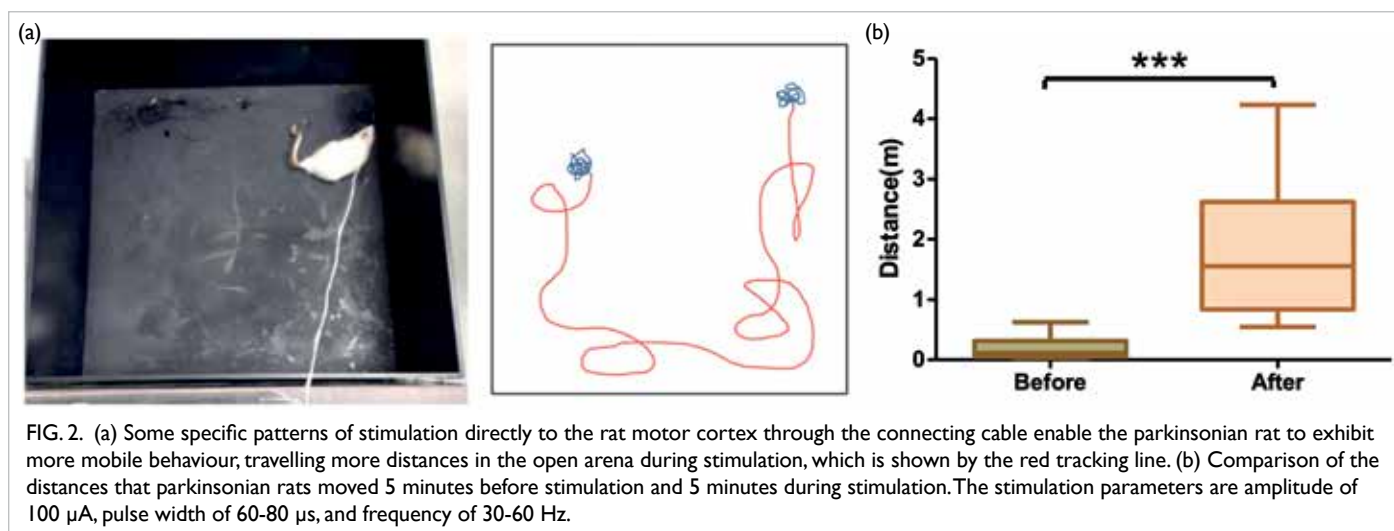 (a)
(b)
***
Distance(m)
5
4
3
2
1
0
Before
After
FIG. 2. (a) Some specific patterns of stimulation directly to the rat motor cortex through the connecting cable enable the parkinsonian rat to exhibit
more mobile behaviour, travelling more distances in the open arena during stimulation, which is shown by the red tracking line. (b) Comparison of the
distances that parkinsonian rats moved 5 minutes before stimulation and 5 minutes during stimulation. The stimulation parameters are amplitude of
100 μA, pulse width of 60-80 μs, and frequency of 30-60 Hz.